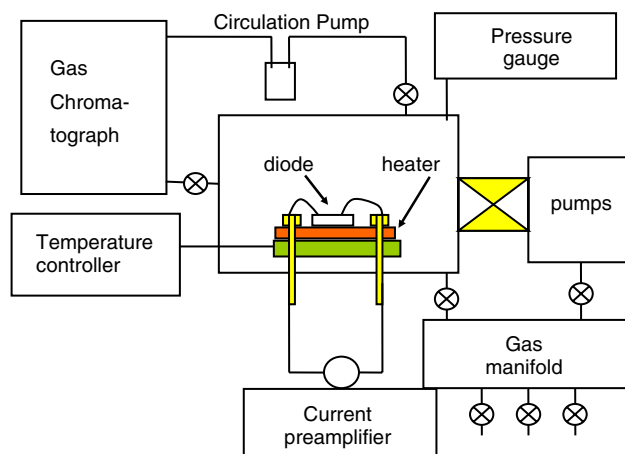 Circulation Pump
Gas
Chroma-
tograph
Pressure
gauge
diode
heater
pumps
Temperature
controller
Gas
manifold
Current
preamplifier